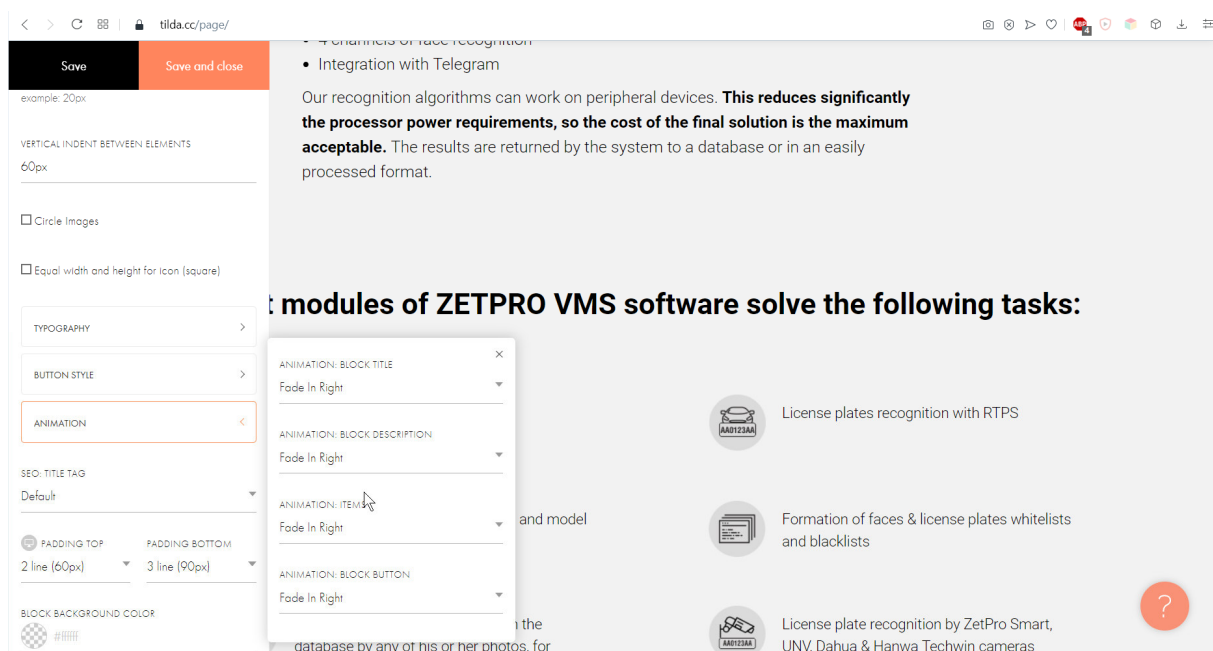 tilda.cc/page/
ABP
4
Save
Save and close
example: 20px
VERTICAL INDENT BETWEEN ELEMENTS
60px
Circle Images
Equal width and height for icon (square)
TYPOGRAPHY
BUTTON STYLE
ANIMATION
SEO: TITLE TAG
Default
PADDING TOP
PADDING BOTTOM
2 line (60px)
3 line (90px)
BLOCK BACKGROUND COLOR
#ffffff
ANIMATION: BLOCK TITLE
Fade In Right
ANIMATION: BLOCK DESCRIPTION
Fade In Right
ANIMATION: ITEMS
Fade In Right
ANIMATION: BLOCK BUTTON
Fade In Right
• 4 channels of face recognition
• Integration with Telegram
Our recognition algorithms can work on peripheral devices. This reduces significantly
the processor power requirements, so the cost of the final solution is the maximum
acceptable. The results are returned by the system to a database or in an easily
processed format.
t modules of ZETPRO VMS software solve the following tasks:
AA0123AA
License plates recognition with RTPS
and model
Formation of faces & license plates whitelists
and blacklists
the
database by any of his or her photos, for
AA0123AA
License plate recognition by ZetPro Smart,
UNV, Dahua & Hanwa Techwin cameras
?